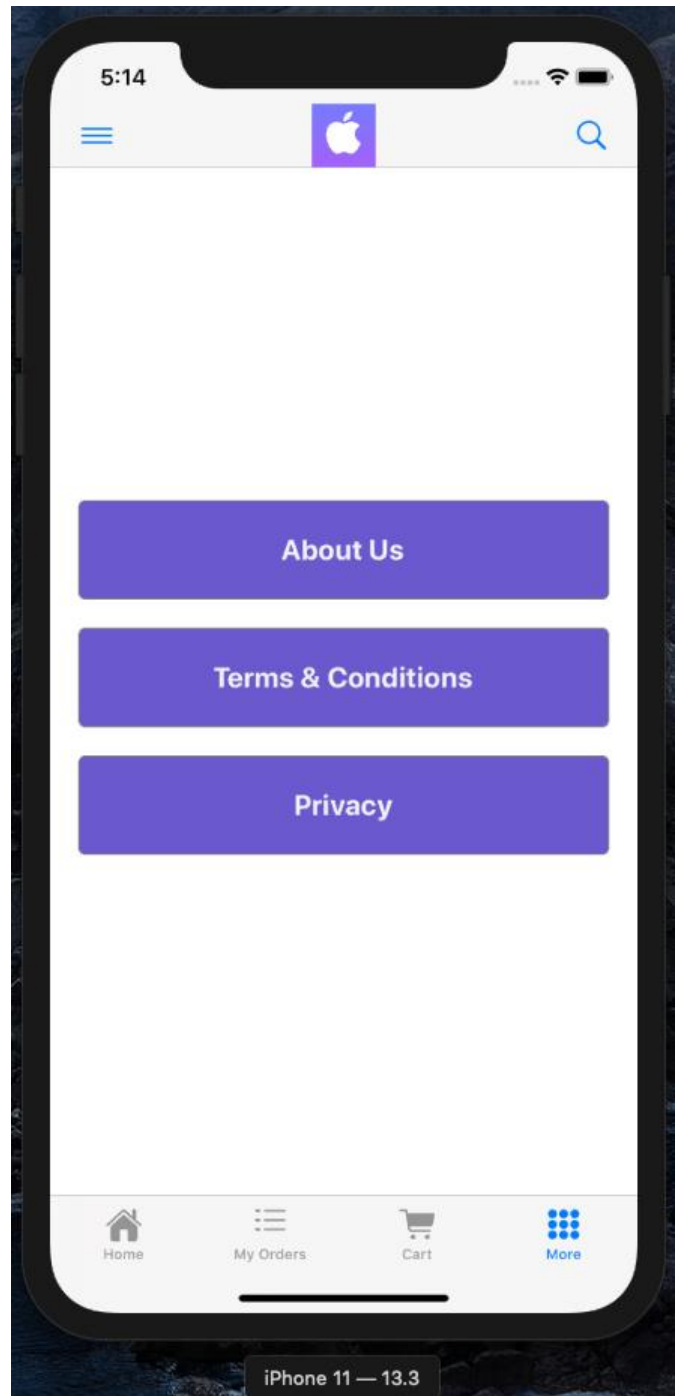 5:14
About Us
Terms & Conditions
Privacy
Home
My Orders
Cart
More
iPhone 11 — 13.3